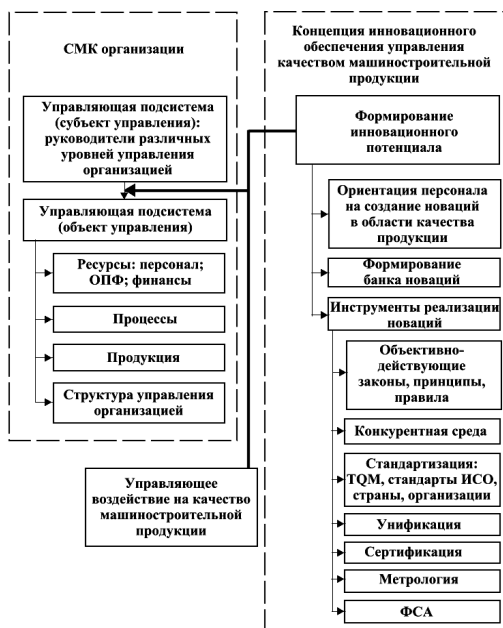 СМК организации
Управляющая подсистема
(субъект управления):
руководители различных
уровней управления
организацией
Управляющая подсистема
(объект управления)
Ресурсы: персонал;
ОПФ; финансы
Процессы
Продукция
Структура управления
организацией
Управляющее
воздействие на качество
машиностроительной
продукции
Концепция инновационного
обеспечения управления
качеством машиностроительной
продукции
Формирование
инновационного
потенциала
Ориентация персонала
на создание новаций
в области качества
продукции
Формирование
банка новаций
Инструменты реализации
новаций
Объективно-
действующие
законы, принципы,
правила
Конкурентная среда
Стандартизация:
TQM, стандарты ИСО,
страны, организации
Унификация
Сертификация
Метрология
ФСА